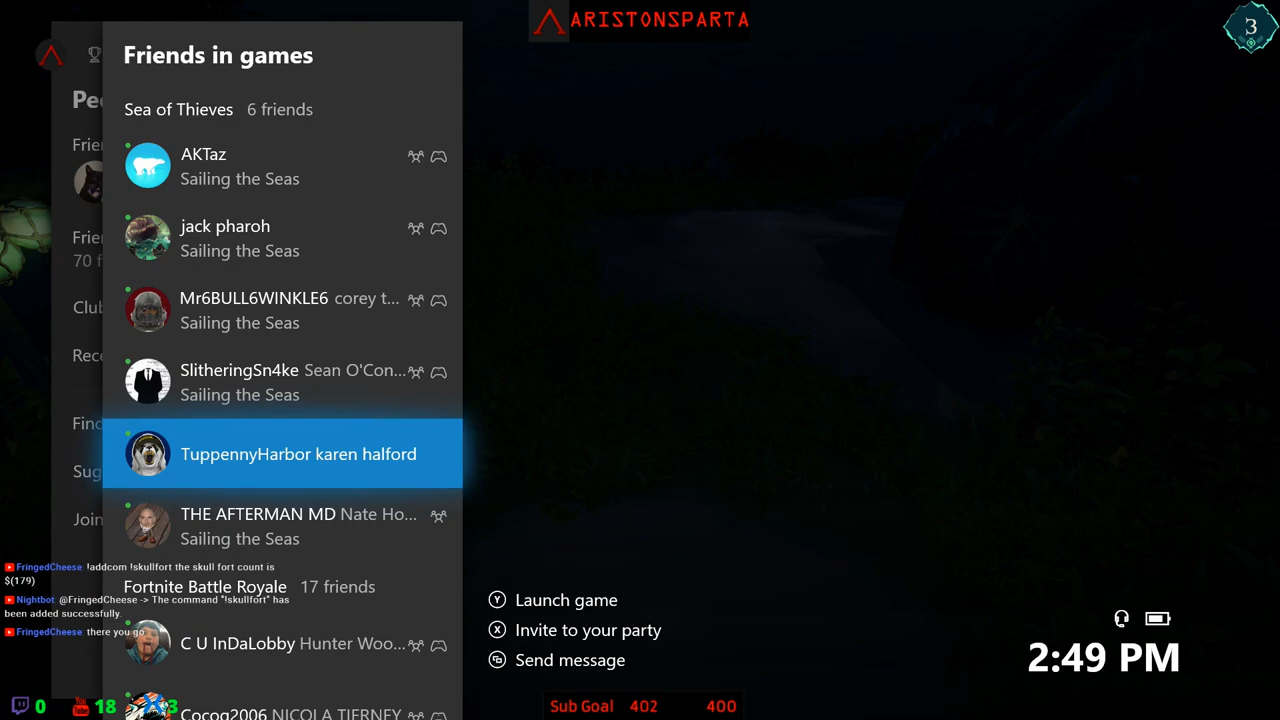 ARISTONSPARTA
3
Friends in games
Sea of Thieves 6 friends
AKTaz
Sailing the Seas
jack pharoh
Sailing the Seas
Mr6BULL6WINKLE6 corey t...
Sailing the Seas
SlitheringSn4ke Sean O'Con...
Sailing the Seas
TuppennyHarbor karen halford
THE AFTERMAN MD Nate Ho...
Sailing the Seas
Fortnite Battle Royale 17 friends
C U InDaLobby Hunter Woo...
Cocog2006 NICOLA TIERNEY
Frie
Frie
70 f
Club
Rece
Find
Sug
Join
FringedCheese: !addcom !skullfort the skull fort count is
$(179)
Nightbot: @FringedCheese -> The command "!skullfort" has
been added successfully.
FringedCheese: there you go
Y Launch game
X Invite to your party
Send message
2:49 PM
0 18 3
Sub Goal 402 400